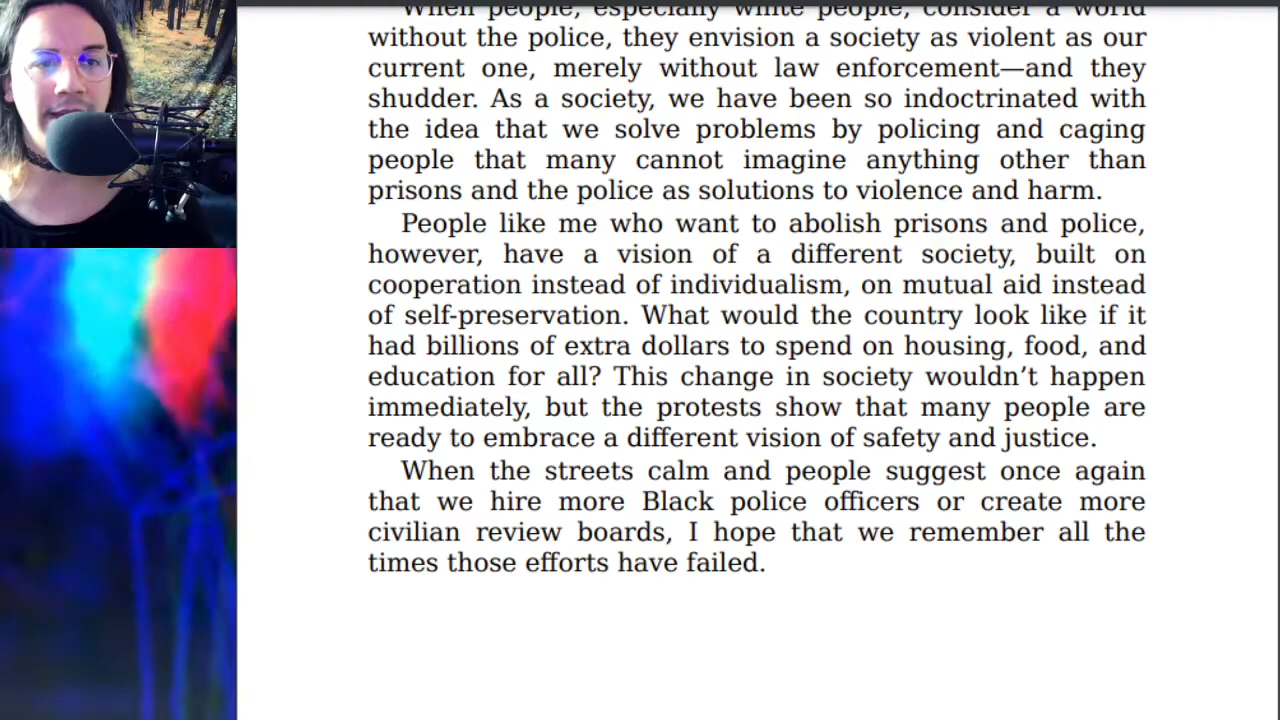 When people, especially white people, consider a world
without the police, they envision a society as violent as our
current one, merely without law enforcement—and they
shudder. As a society, we have been so indoctrinated with
the idea that we solve problems by policing and caging
people that many cannot imagine anything other than
prisons and the police as solutions to violence and harm.
People like me who want to abolish prisons and police,
however, have a vision of a different society, built on
cooperation instead of individualism, on mutual aid instead
of self-preservation. What would the country look like if it
had billions of extra dollars to spend on housing, food, and
education for all? This change in society wouldn’t happen
immediately, but the protests show that many people are
ready to embrace a different vision of safety and justice.
When the streets calm and people suggest once again
that we hire more Black police officers or create more
civilian review boards, I hope that we remember all the
times those efforts have failed.